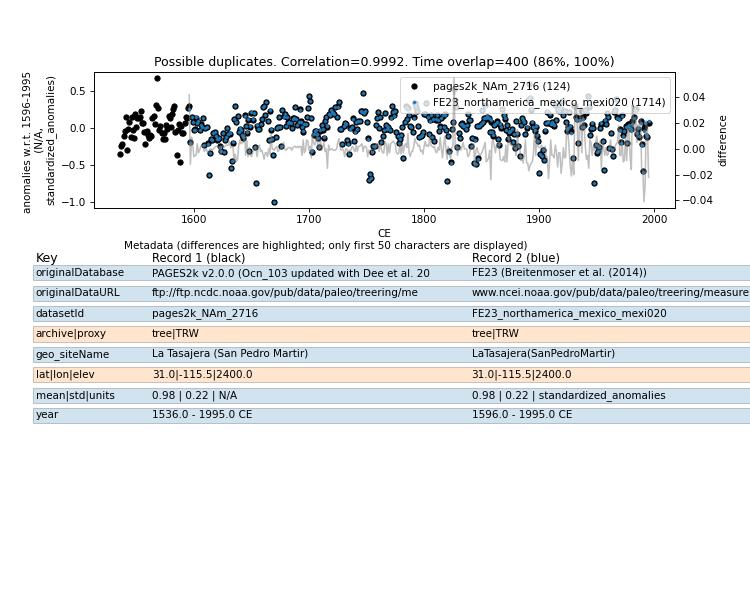 Possible duplicates. Correlation=0.9992. Time overlap=400 (86%, 100%)
anomalies w.r.t. 1596-1995
(N/A,
standardized_anomalies)
0.5
0.0
−0.5
−1.0
pages2k_NAm_2716 (124)
FE23_northamerica_mexico_mexi020 (1714)
0.04
0.02
0.00
−0.02
−0.04
difference
1600 1700 1800 1900 2000
CE
Metadata (differences are highlighted; only first 50 characters are displayed)
Key Record 1 (black) Record 2 (blue)
originalDatabase PAGES2k v2.0.0 (Ocn_103 updated with Dee et al. 20 FE23 (Breitenmoser et al. (2014))
originalDataURL ftp://ftp.ncdc.noaa.gov/pub/data/paleo/treering/me www.ncei.noaa.gov/pub/data/paleo/treering/measure
datasetId pages2k_NAm_2716 FE23_northamerica_mexico_mexi020
archive|proxy tree|TRW tree|TRW
geo_siteName La Tasajera (San Pedro Martir) LaTasajera(SanPedroMartir)
lat|lon|elev 31.0|-115.5|2400.0 31.0|-115.5|2400.0
mean|std|units 0.98 | 0.22 | N/A 0.98 | 0.22 | standardized_anomalies
year 1536.0 - 1995.0 CE 1596.0 - 1995.0 CE